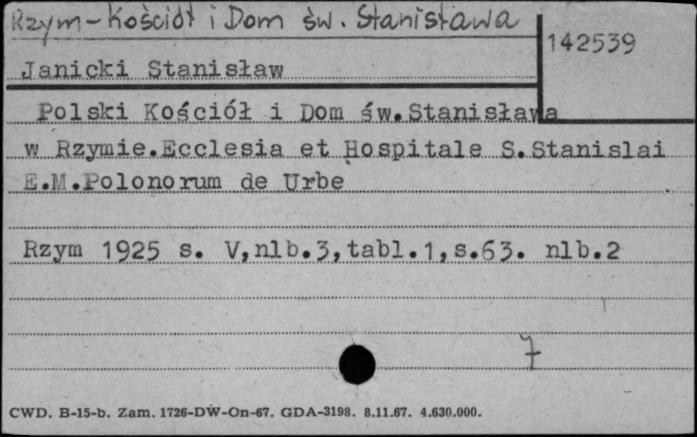 Rzym - Kościół i Dom św. Stanisława
142539
Janicki Stanisław
Polski Kościół i Dom św.Stanisława
w Rzymie.Ecclesia et Hospitale S.Stanislai
E.M.Polonorum de Urbe
Rzym 1925 s. V,nlb.3,tabl.1,s.63. nlb.2
7
CWD. B-15-b. Zam. 1726-DW-On-67. GDA-3198. 8.11.67. 4.630.000.